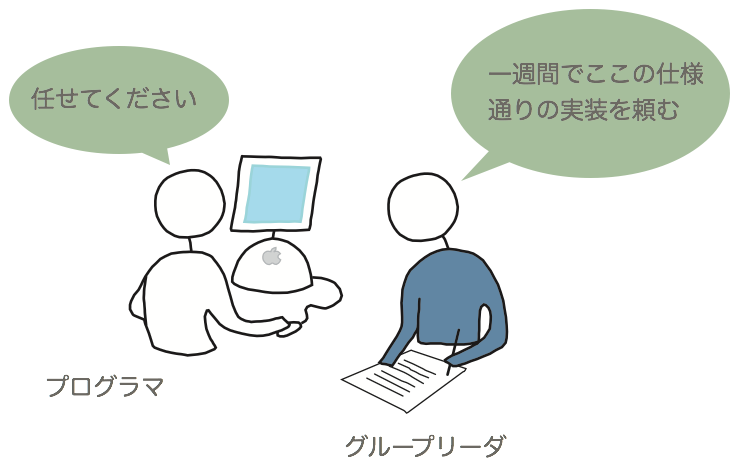 任せてください
一週間でここの仕様
通りの実装を頼む
プログラマ
グループリーダ